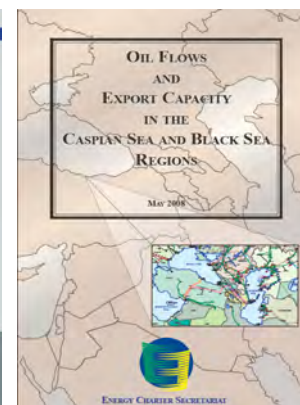 OIL FLOWS
AND
EXPORT CAPACITY
IN THE
CASPIAN SEA AND BLACK SEA
REGIONS
MAY 2008
ENERGY CHARTER SECRETARIAT